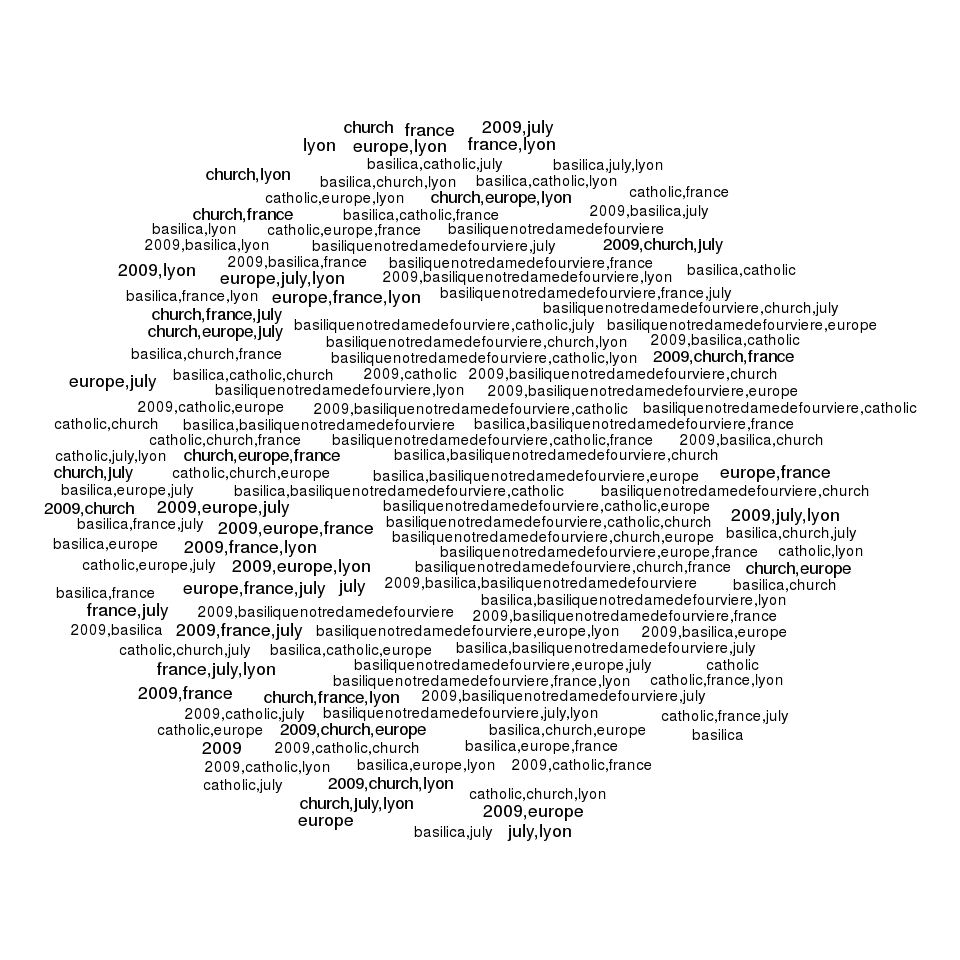 church france 2009,july
lyon europe,lyon france,lyon
basilica,catholic,july basilica,july,lyon
church,lyon basilica,church,lyon basilica,catholic,lyon
catholic,europe,lyon church,europe,lyon catholic,france
church,france basilica,catholic,france 2009,basilica,july
basilica,lyon catholic,europe,france basiliquenotredamedefourviere
2009,basilica,lyon basiliquenotredamedefourviere,july 2009,church,july
2009,basilica,france basiliquenotredamedefourviere,france
2009,lyon europe,july,lyon 2009,basiliquenotredamedefourviere,lyon basilica,catholic
basilica,france,lyon europe,france,lyon basiliquenotredamedefourviere,france,july
church,france,july basiliquenotredamedefourviere,church,july
church,europe,july basiliquenotredamedefourviere,catholic,july basiliquenotredamedefourviere,europe
basiliquenotredamedefourviere,church,lyon 2009,basilica,catholic
basilica,church,france basiliquenotredamedefourviere,catholic,lyon 2009,church,france
europe,july basilica,catholic,church 2009,catholic 2009,basiliquenotredamedefourviere,church
basiliquenotredamedefourviere,lyon 2009,basiliquenotredamedefourviere,europe
2009,catholic,europe 2009,basiliquenotredamedefourviere,catholic basiliquenotredamedefourviere,catholic
catholic,church basilica,basiliquenotredamedefourviere basilica,basiliquenotredamedefourviere,france
catholic,church,france basiliquenotredamedefourviere,catholic,france 2009,basilica,church
catholic,july,lyon church,europe,france basilica,basiliquenotredamedefourviere,church
church,july catholic,church,europe basilica,basiliquenotredamedefourviere,europe europe,france
basilica,europe,july basilica,basiliquenotredamedefourviere,catholic basiliquenotredamedefourviere,church
2009,church 2009,europe,july basiliquenotredamedefourviere,catholic,europe 2009,july,lyon
basilica,france,july 2009,europe,france basiliquenotredamedefourviere,catholic,church basilica,church,july
basilica,europe 2009,france,lyon basiliquenotredamedefourviere,church,europe
basiliquenotredamedefourviere,europe,france catholic,lyon
catholic,europe,july 2009,europe,lyon basiliquenotredamedefourviere,church,france church,europe
basilica,france europe,france,july july 2009,basilica,basiliquenotredamedefourviere basilica,church
basilica,basiliquenotredamedefourviere,lyon
france,july 2009,basiliquenotredamedefourviere 2009,basiliquenotredamedefourviere,france
2009,basilica 2009,france,july basiliquenotredamedefourviere,europe,lyon 2009,basilica,europe
catholic,church,july basilica,catholic,europe basilica,basiliquenotredamedefourviere,july
france,july,lyon basiliquenotredamedefourviere,europe,july catholic
basiliquenotredamedefourviere,france,lyon catholic,france,lyon
2009,france church,france,lyon 2009,basiliquenotredamedefourviere,july
2009,catholic,july basiliquenotredamedefourviere,july,lyon catholic,france,july
catholic,europe 2009,church,europe basilica,church,europe basilica
2009 2009,catholic,church basilica,europe,france
2009,catholic,lyon basilica,europe,lyon 2009,catholic,france
catholic,july 2009,church,lyon catholic,church,lyon
church,july,lyon 2009,europe
europe
basilica,july july,lyon